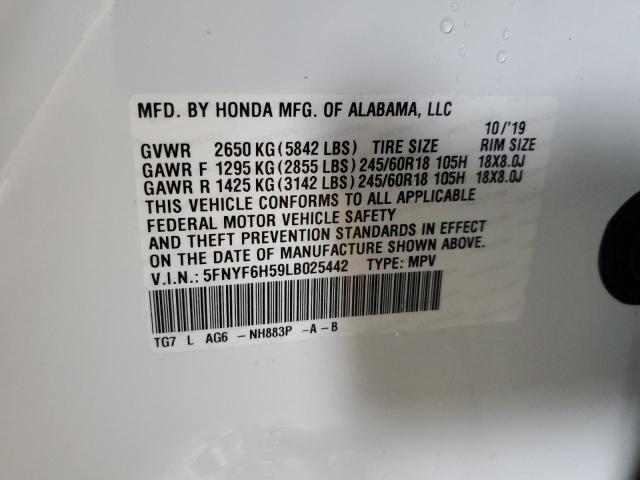 MFD. BY HONDA MFG. OF ALABAMA, LLC
10/'19
GVWR 2650 KG (5842 LBS) TIRE SIZE RIM SIZE
GAWR F 1295 KG (2855 LBS) 245/60R18 105H 18X8.0J
GAWR R 1425 KG (3142 LBS) 245/60R18 105H 18X8.0J
THIS VEHICLE CONFORMS TO ALL APPLICABLE
FEDERAL MOTOR VEHICLE SAFETY
AND THEFT PREVENTION STANDARDS IN EFFECT
ON THE DATE OF MANUFACTURE SHOWN ABOVE.
V.I.N.: 5FNYF6H59LB025442 TYPE: MPV
TG7 L AG6 -NH883P -A-B